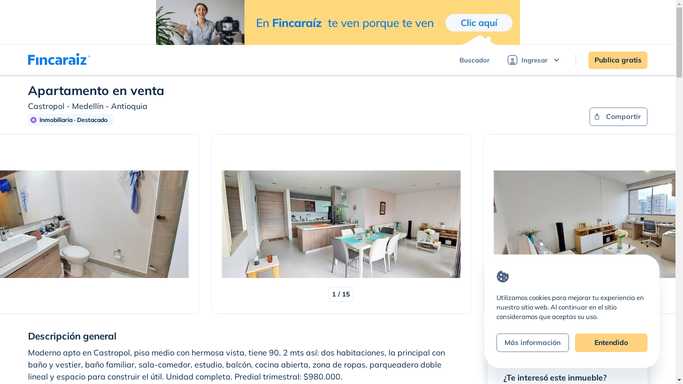 En Fincaraíz te ven porque te ven
Clic aquí
Fincaraiz
Buscador
Ingresar
Publica gratis
Apartamento en venta
Castropol - Medellín - Antioquia
Inmobiliaria · Destacado
Compartir
1 / 15
Utilizamos cookies para mejorar tu experiencia en
nuestro sitio web. Al continuar en el sitio
consideramos que aceptas su uso.
Más información
Entendido
Descripción general
Moderno apto en Castropol, piso medio con hermosa vista, tiene 90. 2 mts así: dos habitaciones, la principal con
baño y vestier, baño familiar, sala-comedor, estudio, balcón, cocina abierta, zona de ropas, parqueadero doble
lineal y espacio para construir el útil. Unidad completa. Predial trimestral: $980.000.
¿Te interesó este inmueble?